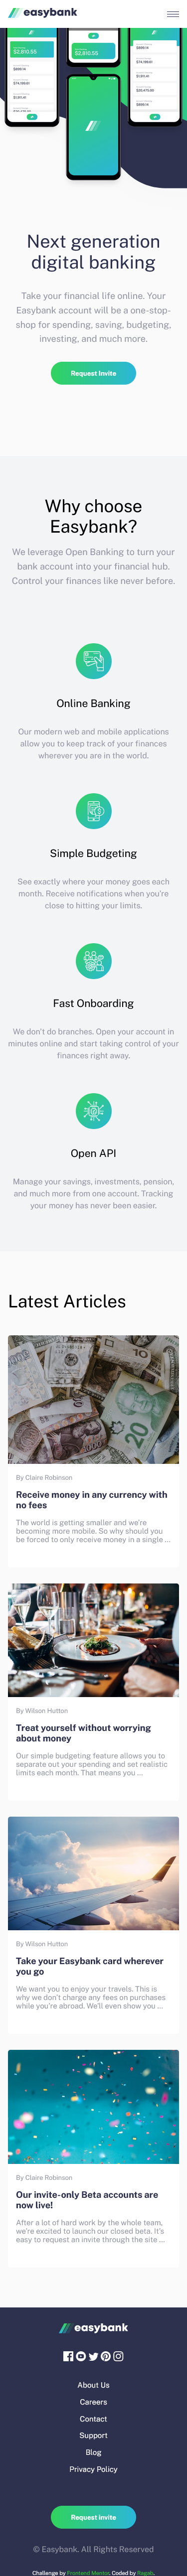 easybank
Next generation
digital banking
Take your financial life online. Your
Easybank account will be a one-stop-
shop for spending, saving, budgeting,
investing, and much more.
Request Invite
Why choose
Easybank?
We leverage Open Banking to turn your
bank account into your financial hub.
Control your finances like never before.
Online Banking
Our modern web and mobile applications
allow you to keep track of your finances
wherever you are in the world.
Simple Budgeting
See exactly where your money goes each
month. Receive notifications when you're
close to hitting your limits.
Fast Onboarding
We don't do branches. Open your account in
minutes online and start taking control of your
finances right away.
Open API
Manage your savings, investments, pension,
and much more from one account. Tracking
your money has never been easier.
Latest Articles
By Claire Robinson
Receive money in any currency with
no fees
The world is getting smaller and we're
becoming more mobile. So why should you
be forced to only receive money in a single ...
By Wilson Hutton
Treat yourself without worrying
about money
Our simple budgeting feature allows you to
separate out your spending and set realistic
limits each month. That means you ...
By Wilson Hutton
Take your Easybank card wherever
you go
We want you to enjoy your travels. This is
why we don't charge any fees on purchases
while you're abroad. We'll even show you ...
By Claire Robinson
Our invite-only Beta accounts are
now live!
After a lot of hard work by the whole team,
we're excited to launch our closed beta. It's
easy to request an invite through the site ...
easybank
About Us
Careers
Contact
Support
Blog
Privacy Policy
Request invite
© Easybank. All Rights Reserved
Challenge by Frontend Mentor. Coded by Ragab.